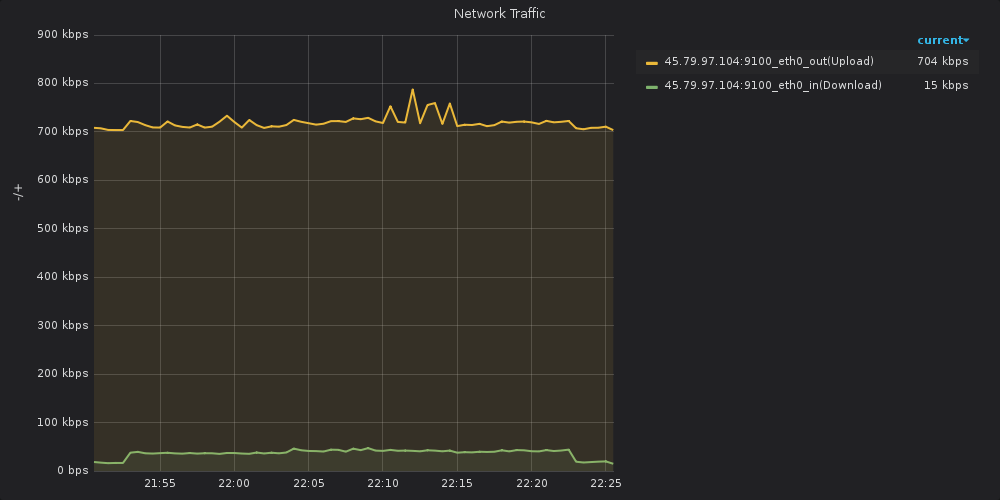 Network Traffic
900 kbps
800 kbps
700 kbps
600 kbps
500 kbps
400 kbps
300 kbps
200 kbps
100 kbps
0 bps
-/+
21:55 22:00 22:05 22:10 22:15 22:20 22:25
current
45.79.97.104:9100_eth0_out(Upload) 704 kbps
45.79.97.104:9100_eth0_in(Download) 15 kbps